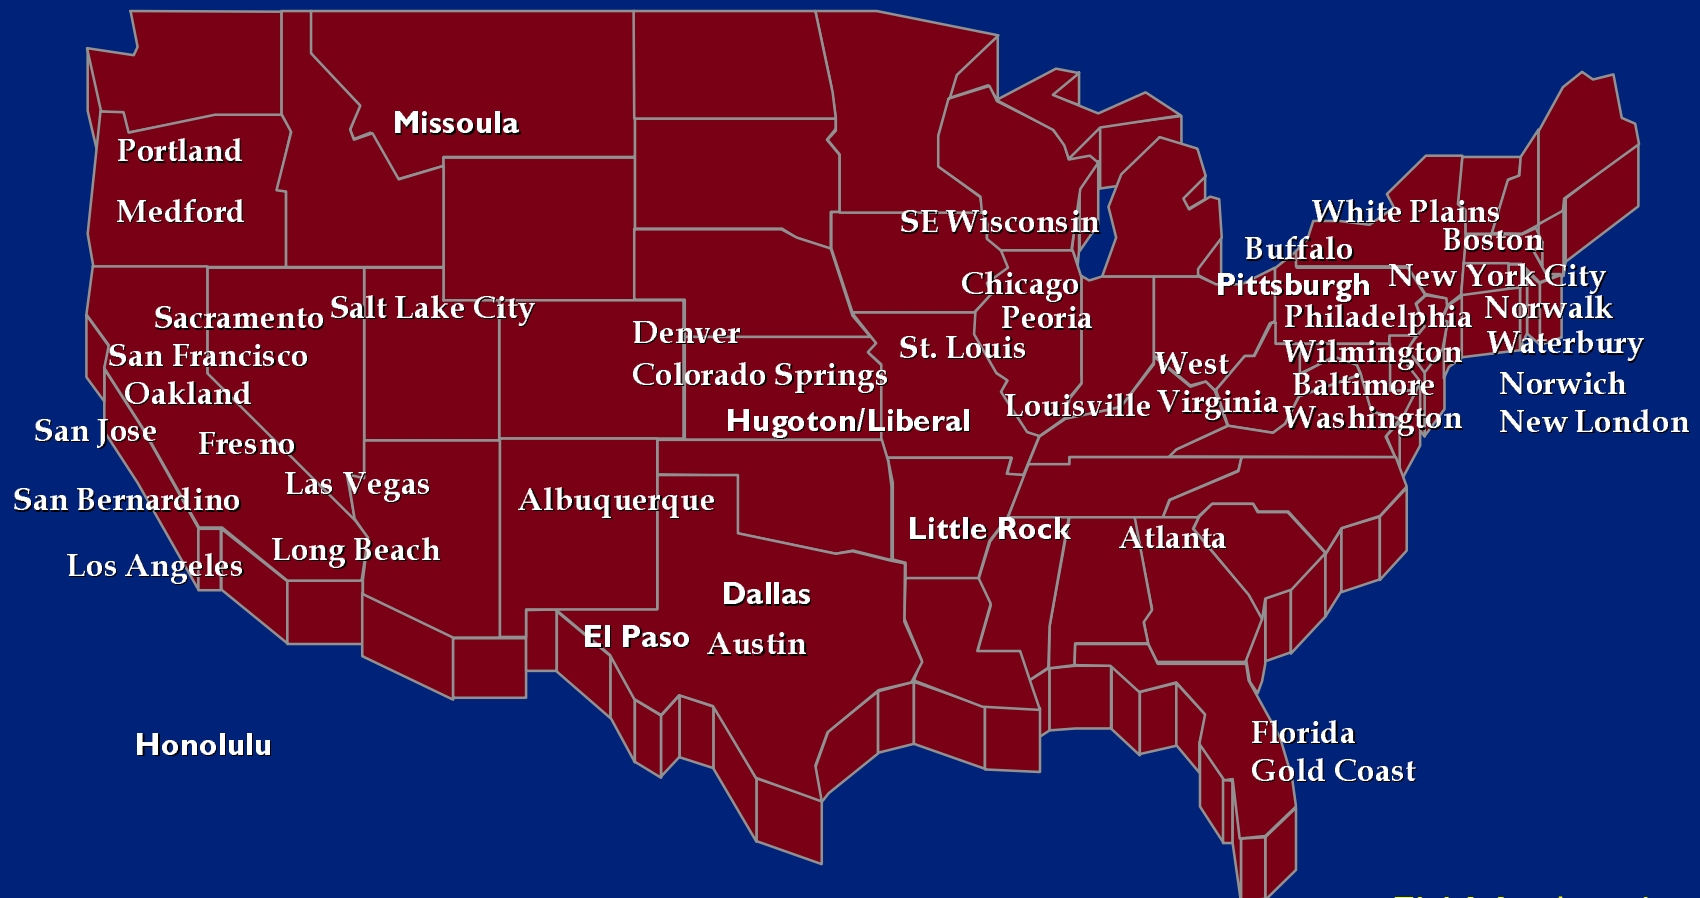 Missoula
Portland
Medford
White Plains
SE Wisconsin
Boston
Buffalo
New York City
Chicago
Pittsburgh
Sacramento
Salt Lake City
Peoria
Philadelphia
Norwalk
Denver
San Francisco
St. Louis
Wilmington
Waterbury
West
Virginia
Colorado Springs
Baltimore
Norwich
Oakland
Louisville
Hugoton/Liberal
Washington
New London
San Jose
Fresno
Las Vegas
San Bernardino
Albuquerque
Little Rock
Atlanta
Long Beach
Los Angeles
Dallas
El Paso
Austin
Honolulu
Florida
Gold Coast